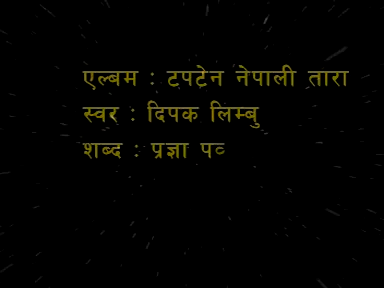 एल्बम : टपटेन नेपाली तारा
स्वर : दिपक लिम्बु
शब्द : प्रज्ञा